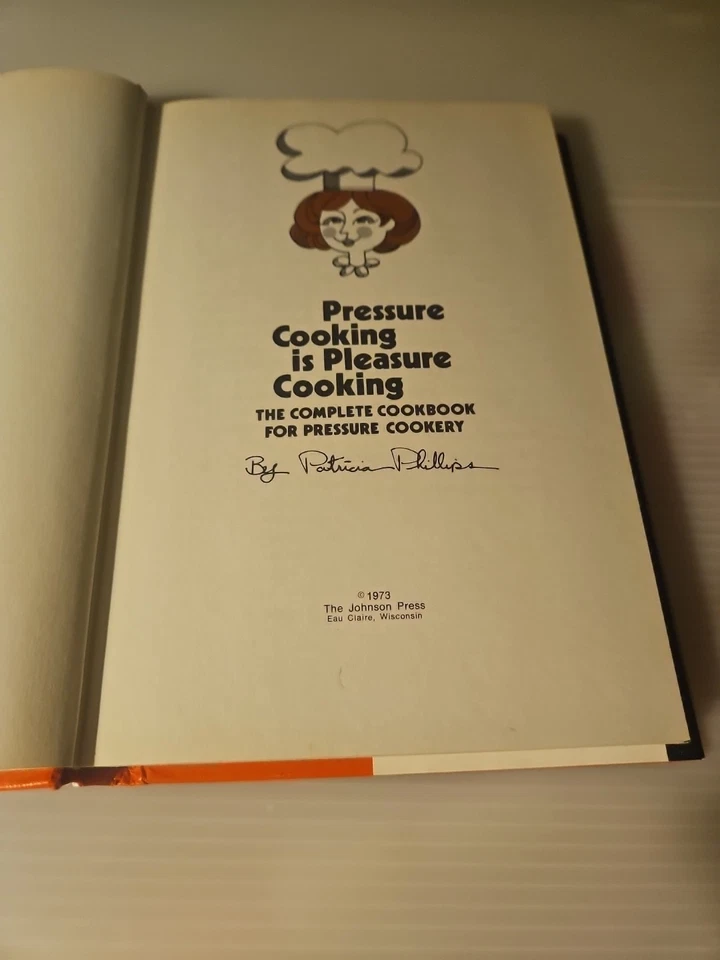 Pressure
Cooking
is Pleasure
Cooking
THE COMPLETE COOKBOOK
FOR PRESSURE COOKERY
By Patricia Phillips
© 1973
The Johnson Press
Eau Claire, Wisconsin